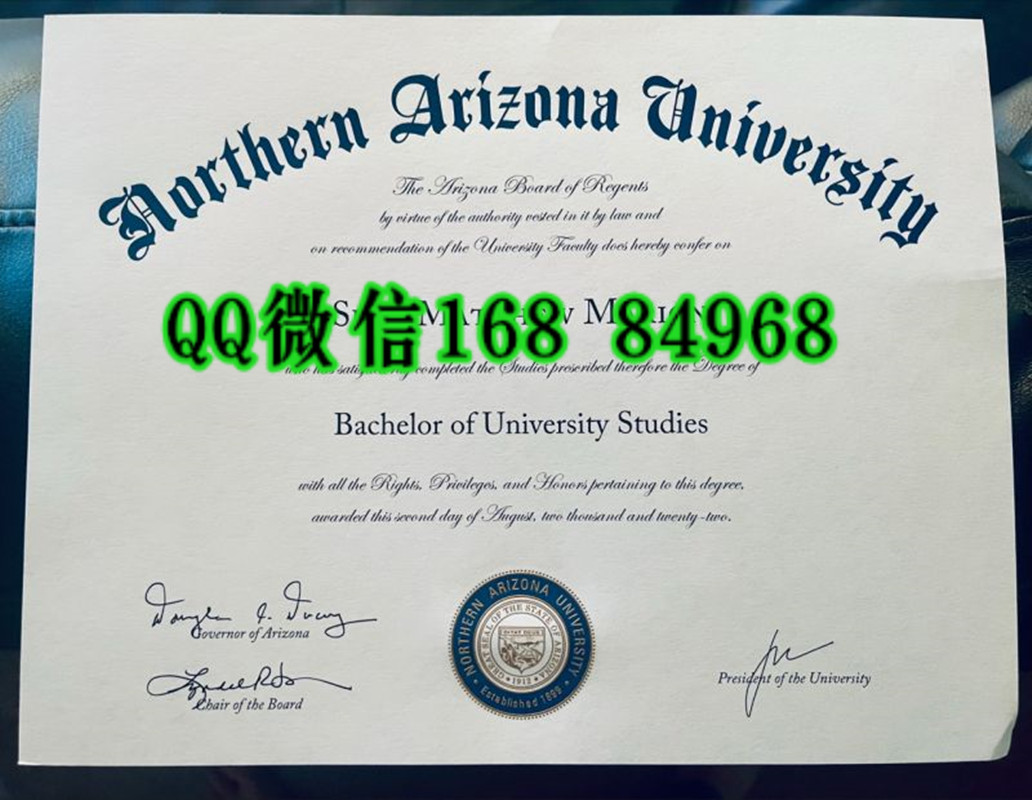 Northern Arizona University
The Arizona Board of Regents
by virtue of the authority vested in it by law and
on recommendation of the University Faculty does hereby confer on
QQ微信168 84968
completed the Studies prescribed therefore the Degree of
Bachelor of University Studies
with all the Rights, Privileges, and Honors pertaining to this degree,
awarded this second day of August, two thousand and twenty-two.
Governor of Arizona
Chair of the Board
NORTHERN ARIZONA UNIVERSITY
GREAT SEAL OF THE STATE OF ARIZONA
DITAT DEUS
1912
Established 1899
President of the University